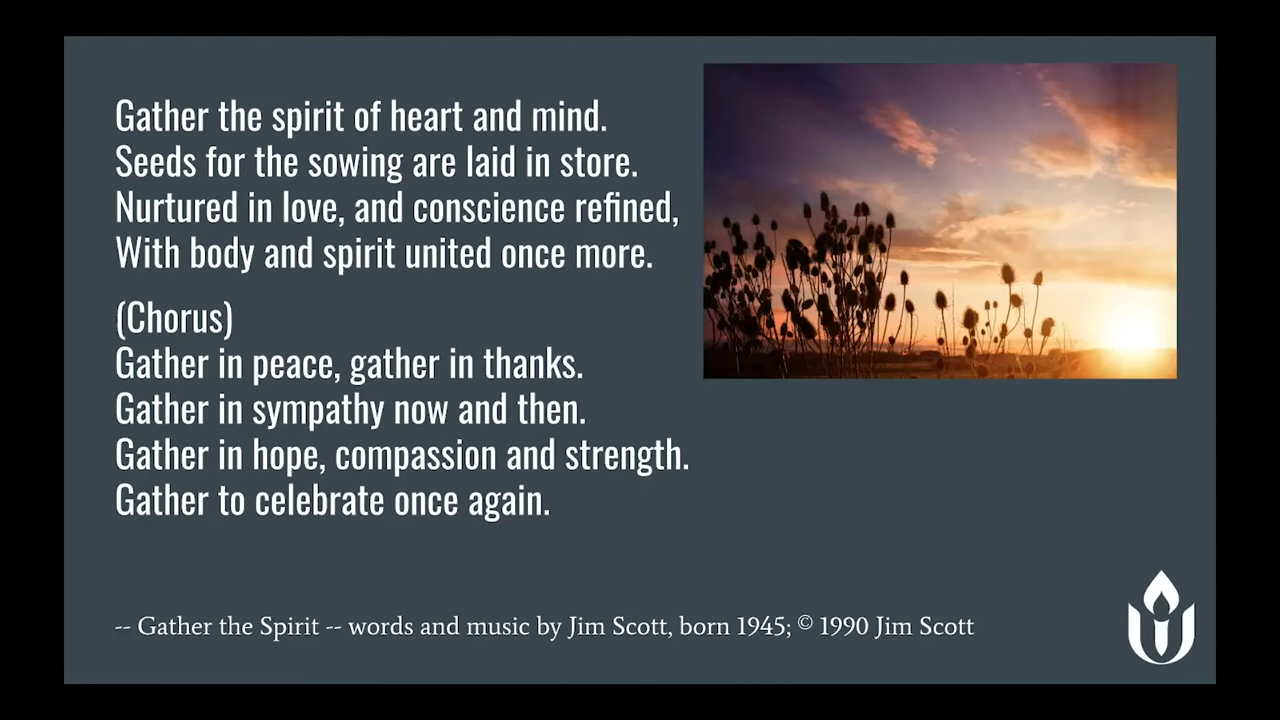 Gather the spirit of heart and mind.
Seeds for the sowing are laid in store.
Nurtured in love, and conscience refined,
With body and spirit united once more.
(Chorus)
Gather in peace, gather in thanks.
Gather in sympathy now and then.
Gather in hope, compassion and strength.
Gather to celebrate once again.
-- Gather the Spirit -- words and music by Jim Scott, born 1945; © 1990 Jim Scott